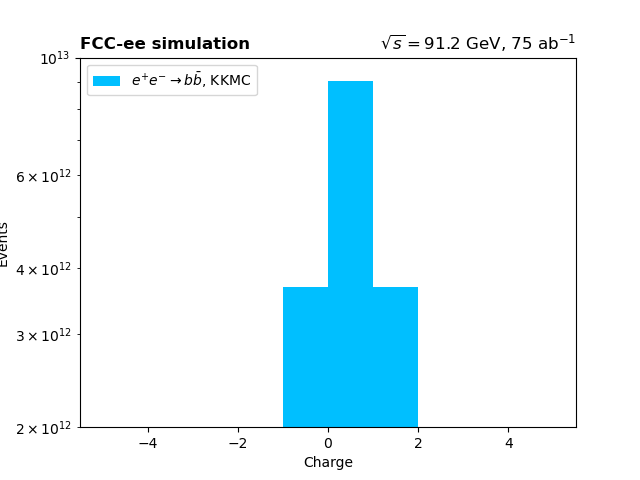 FCC-ee simulation
√s = 91.2 GeV, 75 ab⁻¹
10¹³
e⁺e⁻ → bb̄, KKMC
6 × 10¹²
4 × 10¹²
3 × 10¹²
2 × 10¹²
Events
−4 −2 0 2 4
Charge